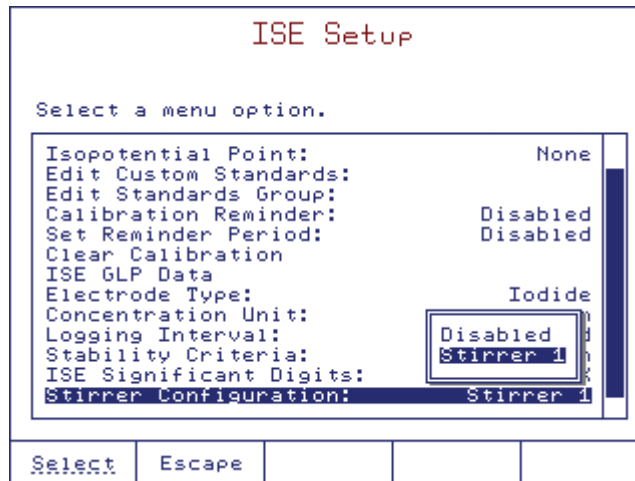 ISE Setup
Select a menu option.
Isopotential Point: None
Edit Custom Standards:
Edit Standards Group:
Calibration Reminder: Disabled
Set Reminder Period: Disabled
Clear Calibration
ISE GLP Data
Electrode Type: Iodide
Concentration Unit:
Logging Interval:
Stability Criteria:
ISE Significant Digits:
Stirrer Configuration: Stirrer 1
Disabled
Stirrer 1
Select Escape